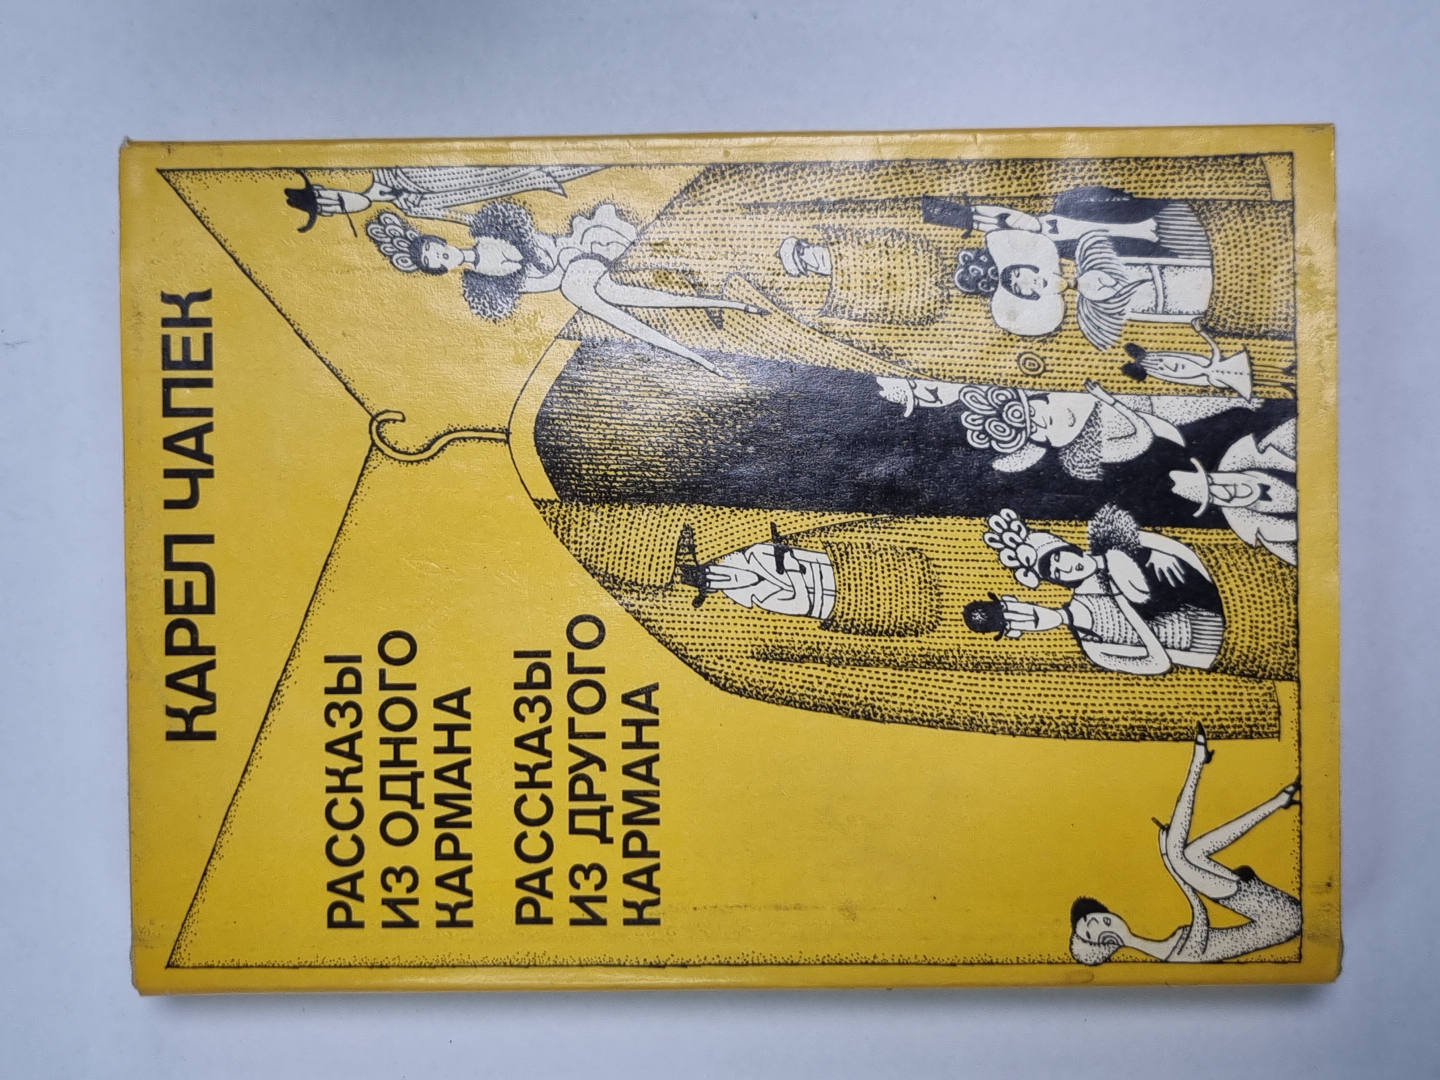 КАРЕЛ ЧАПЕК
РАССКАЗЫ
ИЗ ОДНОГО
КАРМАНА
РАССКАЗЫ
ИЗ ДРУГОГО
КАРМАНА